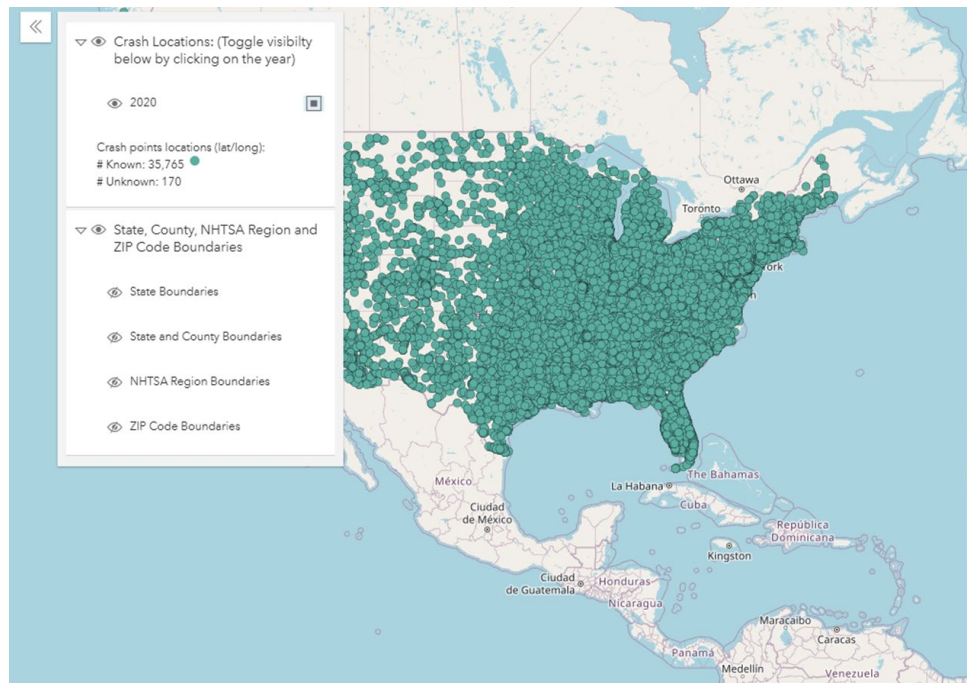 Crash Locations: (Toggle visibilty
below by clicking on the year)
2020
Crash points locations (lat/long):
# Known: 35,765
# Unknown: 170
State, County, NHTSA Region and
ZIP Code Boundaries
State Boundaries
State and County Boundaries
NHTSA Region Boundaries
ZIP Code Boundaries
Ottawa
Toronto
ork
n
The Bahamas
La Habana
Cuba
México
Ciudad
de México
República
Dominicana
Kingston
Ciudad
de Guatemala
Honduras
Nicaragua
Maracaibo
Caracas
Panamá
Medellín
Venezuela